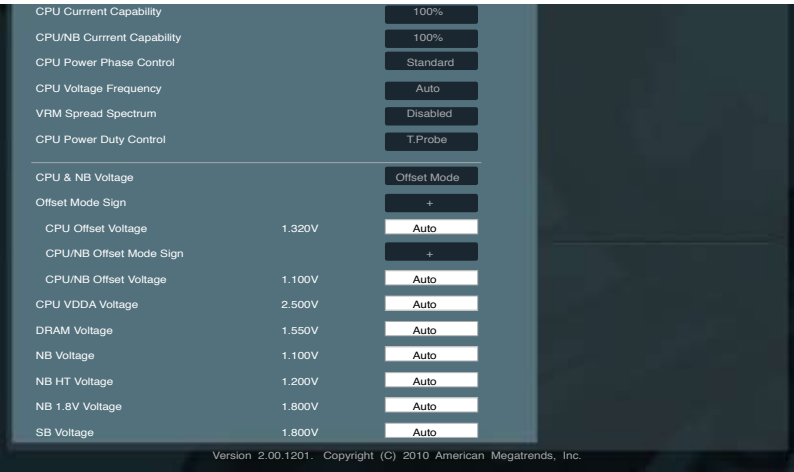 CPU Currrent Capability 100%
CPU/NB Currrent Capability 100%
CPU Power Phase Control Standard
CPU Voltage Frequency Auto
VRM Spread Spectrum Disabled
CPU Power Duty Control T.Probe
CPU & NB Voltage Offset Mode
Offset Mode Sign +
CPU Offset Voltage 1.320V Auto
CPU/NB Offset Mode Sign +
CPU/NB Offset Voltage 1.100V Auto
CPU VDDA Voltage 2.500V Auto
DRAM Voltage 1.550V Auto
NB Voltage 1.100V Auto
NB HT Voltage 1.200V Auto
NB 1.8V Voltage 1.800V Auto
SB Voltage 1.800V Auto
Version 2.00.1201. Copyright (C) 2010 American Megatrends, Inc.